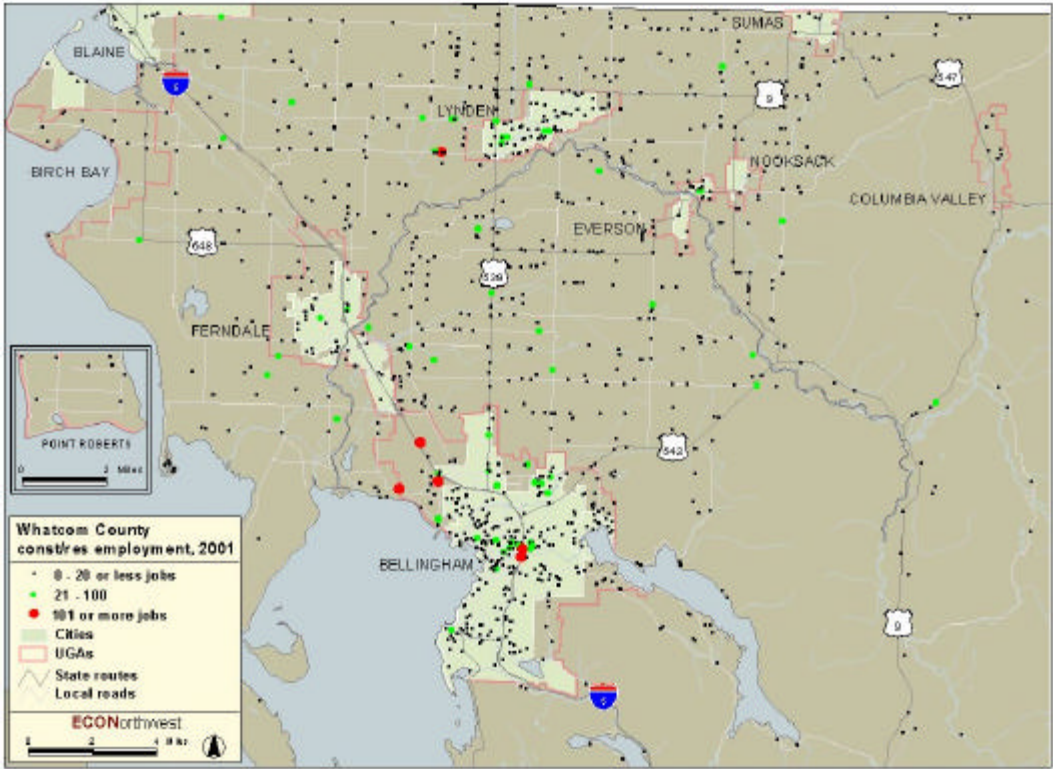 SUMAS
BLAINE
5
547
9
LYNDEN
NOOKSACK
BIRCH BAY
COLUMBIA VALLEY
EVERSON
548
539
FERNDALE
POINT ROBERTS
0 2 Miles
542
Whatcom County
const/res employment, 2001
0 - 20 or less jobs
21 - 100
101 or more jobs
Cities
UGAs
State routes
Local roads
ECONorthwest
0 2 4 Miles
BELLINGHAM
9
5